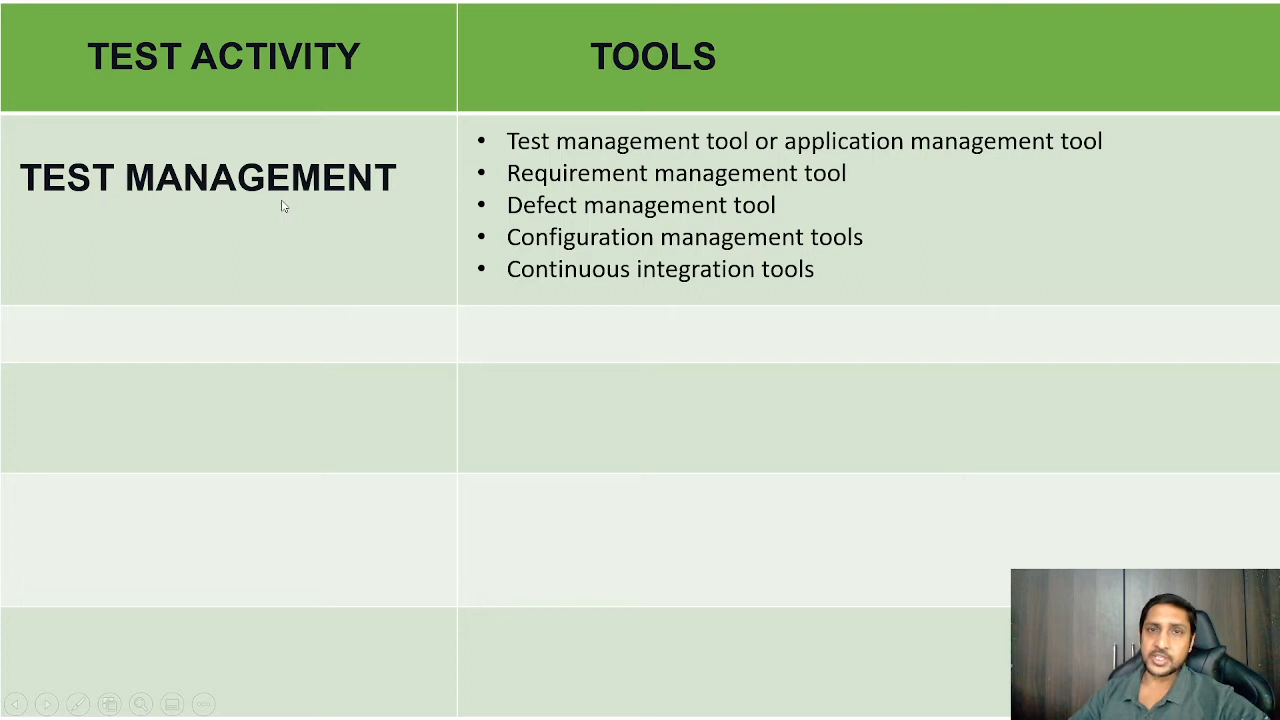 TEST ACTIVITY
TOOLS
TEST MANAGEMENT
• Test management tool or application management tool
• Requirement management tool
• Defect management tool
• Configuration management tools
• Continuous integration tools